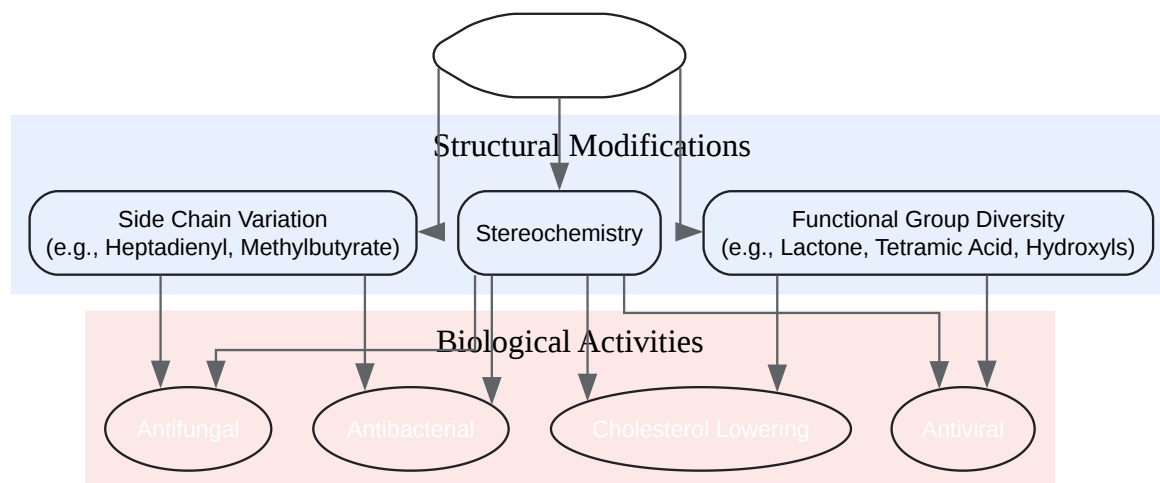 Structural Modifications
Side Chain Variation
(e.g., Heptadienyl, Methylbutyrate)
Stereochemistry
Functional Group Diversity
(e.g., Lactone, Tetramic Acid, Hydroxyls)
Biological Activities
Antifungal
Antibacterial
Cholesterol Lowering
Antiviral